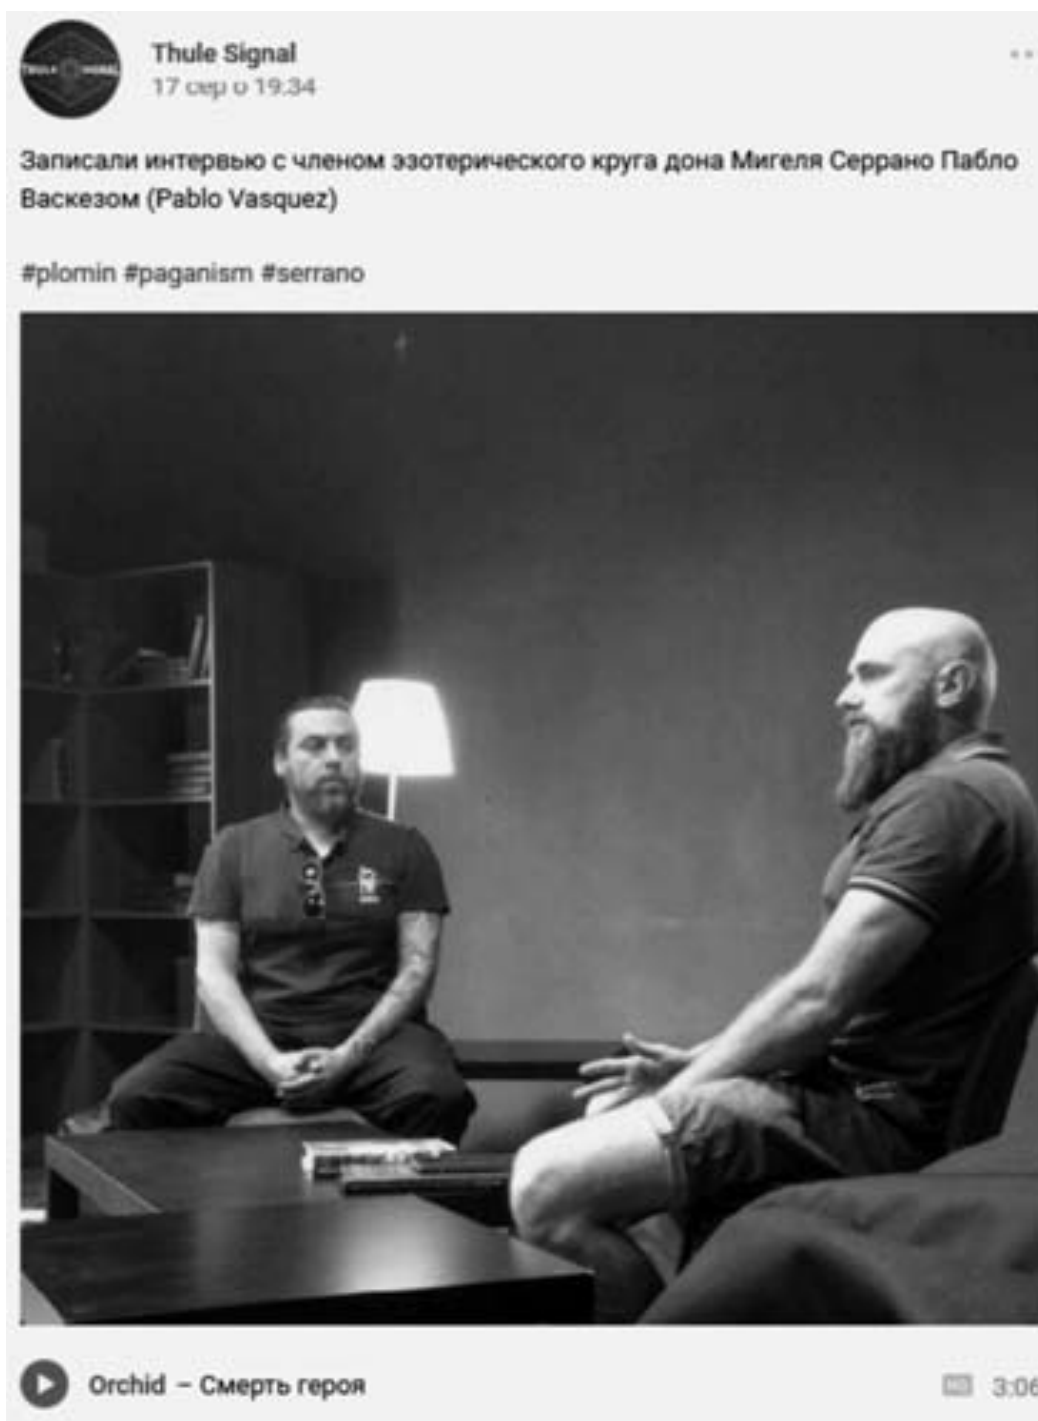 Thule Signal
17 сер о 19:34
Записали интервью с членом эзотерического круга дона Мигеля Серрано Пабло
Васкезом (Pablo Vasquez)
#plomin #paganism #serrano
Orchid – Смерть героя
3:06